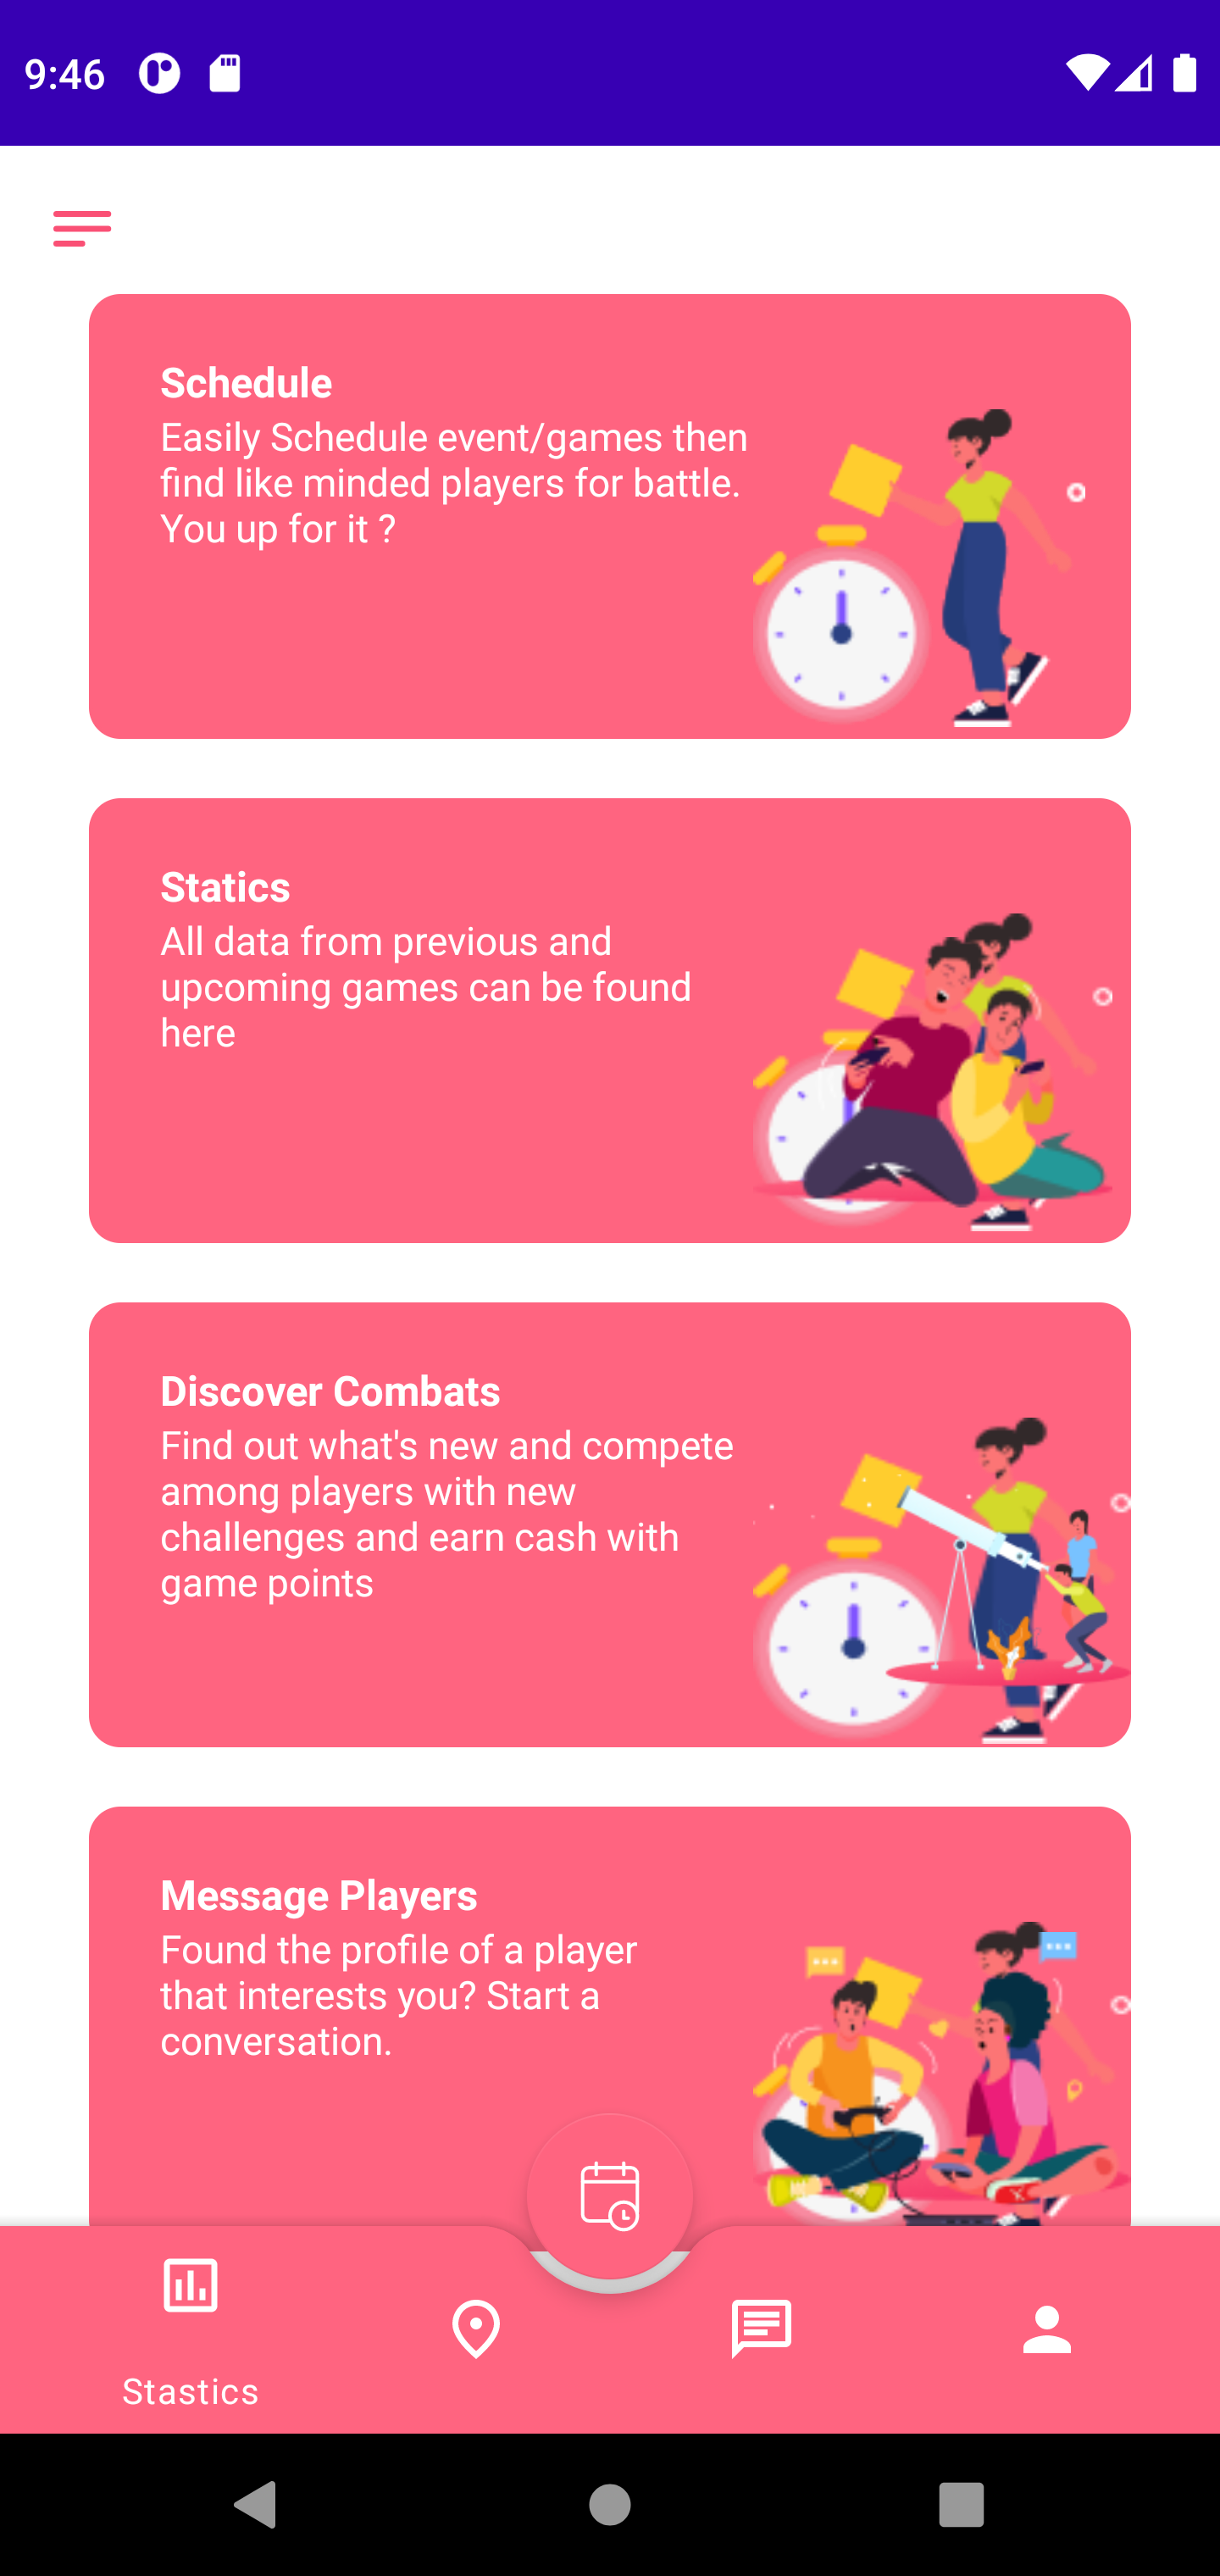 9:46
Schedule
Easily Schedule event/games then
find like minded players for battle.
You up for it ?
Statics
All data from previous and
upcoming games can be found
here
Discover Combats
Find out what's new and compete
among players with new
challenges and earn cash with
game points
Message Players
Found the profile of a player
that interests you? Start a
conversation.
Stastics